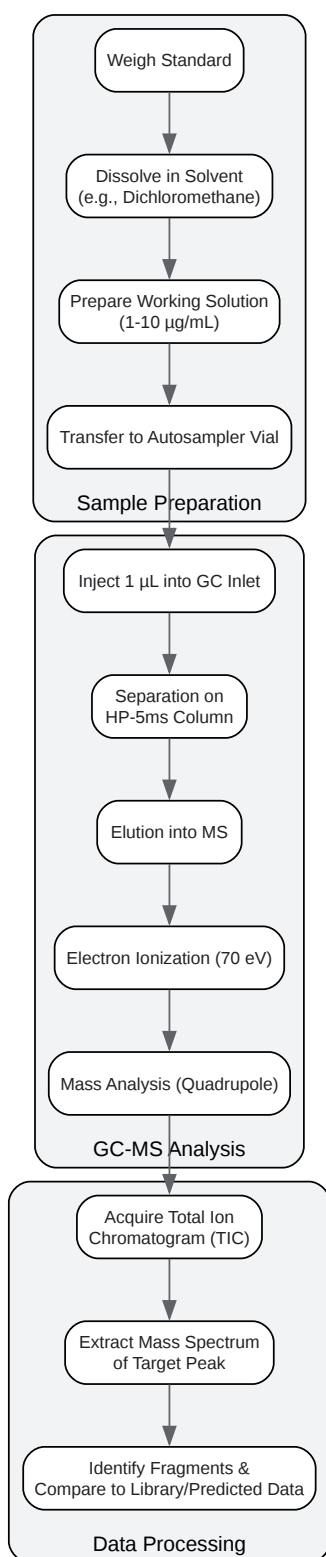 Weigh Standard
Dissolve in Solvent
(e.g., Dichloromethane)
Prepare Working Solution
(1-10 µg/mL)
Transfer to Autosampler Vial
Sample Preparation
Inject 1 µL into GC Inlet
Separation on
HP-5ms Column
Elution into MS
Electron Ionization (70 eV)
Mass Analysis (Quadrupole)
GC-MS Analysis
Acquire Total Ion
Chromatogram (TIC)
Extract Mass Spectrum
of Target Peak
Identify Fragments &
Compare to Library/Predicted Data
Data Processing